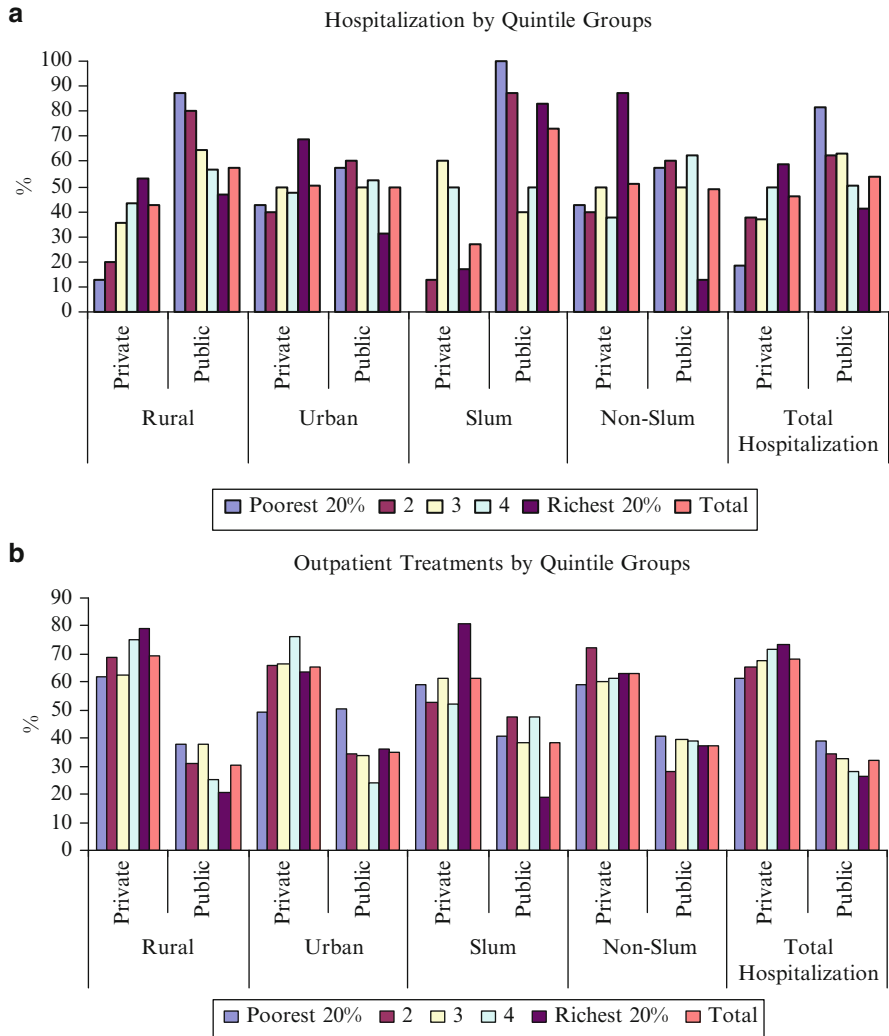 a
Hospitalization by Quintile Groups
100
90
80
70
60
50
40
30
20
10
0
%
Private Public Private Public Private Public Private Public Private Public
Rural Urban Slum Non-Slum Total
Hospitalization
Poorest 20% 2 3 4 Richest 20% Total
b
Outpatient Treatments by Quintile Groups
90
80
70
60
50
40
30
20
10
0
%
Private Public Private Public Private Public Private Public Private Public
Rural Urban Slum Non-Slum Total
Hospitalization
Poorest 20% 2 3 4 Richest 20% Total